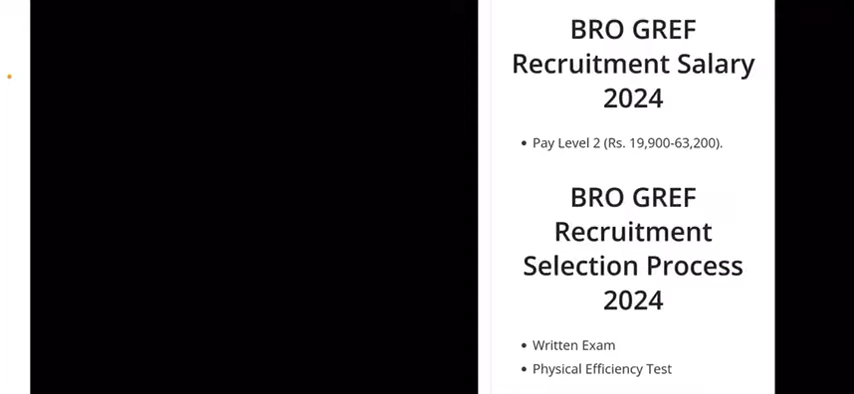 BRO GREF
Recruitment Salary
2024
• Pay Level 2 (Rs. 19,900-63,200).
BRO GREF
Recruitment
Selection Process
2024
• Written Exam
• Physical Efficiency Test